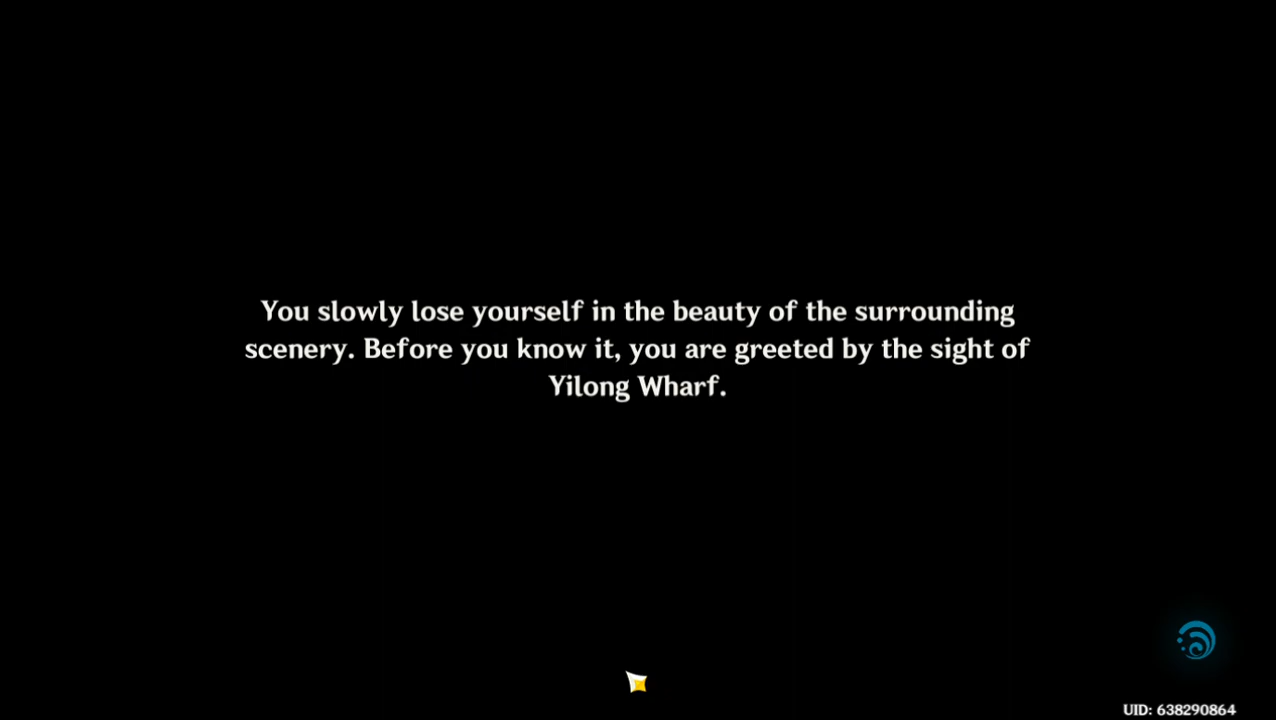 You slowly lose yourself in the beauty of the surrounding
scenery. Before you know it, you are greeted by the sight of
Yilong Wharf.
UID: 638290864